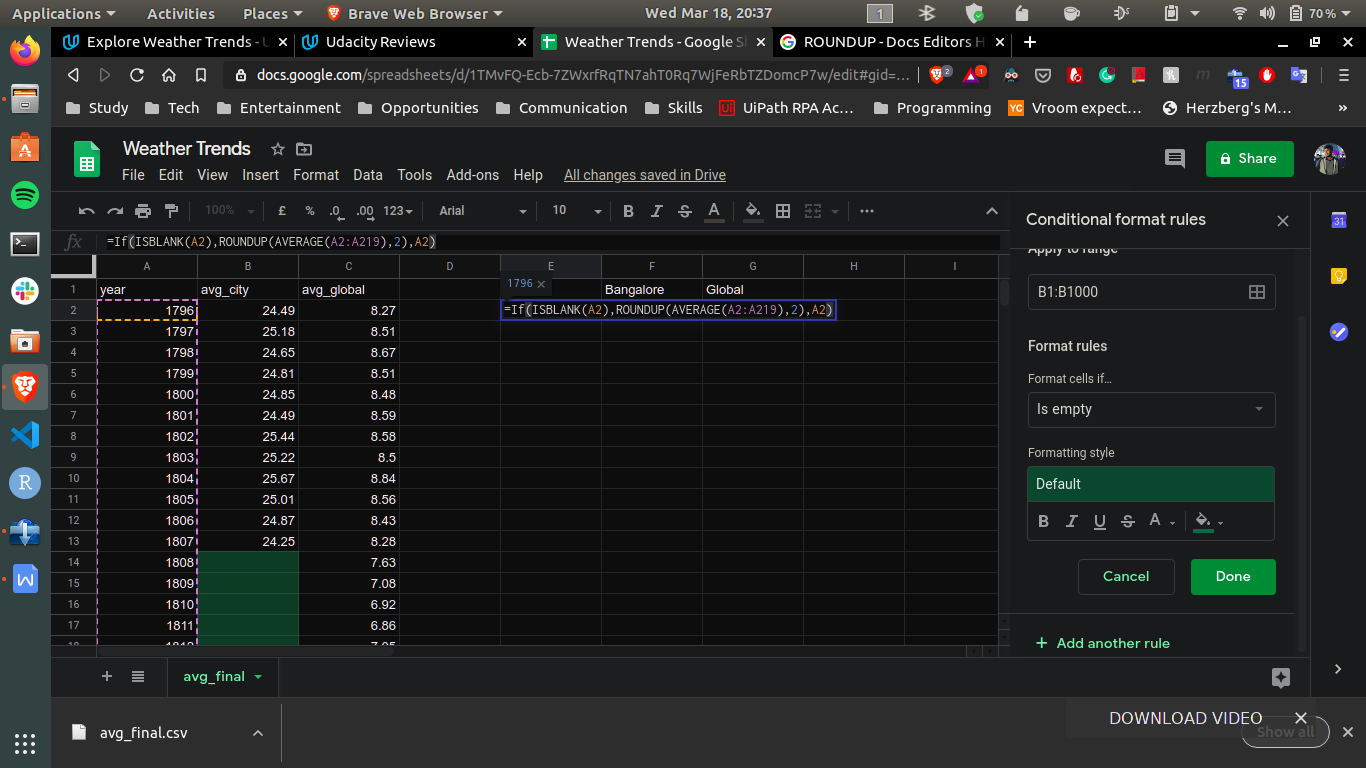 Applications Activities Places Brave Web Browser Wed Mar 18, 20:37 1 70 %
Explore Weather Trends - U Udacity Reviews Weather Trends - Google Sh ROUNDUP - Docs Editors H
docs.google.com/spreadsheets/d/1TMvFQ-Ecb-7ZWxrfRqTN7ahT0Rq7WjFeRbTZDomcP7w/edit#gid=... 2 1 15
Study Tech Entertainment Opportunities Communication Skills UiPath RPA Ac... Programming YC Vroom expect... Herzberg's M... »
Weather Trends
File Edit View Insert Format Data Tools Add-ons Help All changes saved in Drive
Share
100% £ % .0 .00 123 Arial 10 B I S A
Conditional format rules
fx =If(ISBLANK(A2),ROUNDUP(AVERAGE(A2:A219),2),A2)
Apply to range
B1:B1000
A B C D E F G H I
1 year avg_city avg_global Bangalore Global
1796 ×
2 1796 24.49 8.27 =If(ISBLANK(A2),ROUNDUP(AVERAGE(A2:A219),2),A2)
3 1797 25.18 8.51
4 1798 24.65 8.67
5 1799 24.81 8.51
6 1800 24.85 8.48
7 1801 24.49 8.59
8 1802 25.44 8.58
9 1803 25.22 8.5
10 1804 25.67 8.84
11 1805 25.01 8.56
12 1806 24.87 8.43
13 1807 24.25 8.28
14 1808 7.63
15 1809 7.08
16 1810 6.92
17 1811 6.86
18 1812 7.05
Format rules
Format cells if...
Is empty
Formatting style
Default
B I U S A
Cancel Done
+ Add another rule
31
+ avg_final
avg_final.csv
DOWNLOAD VIDEO
Show all